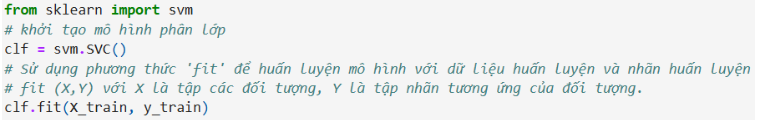 from sklearn import svm
# khởi tạo mô hình phân lớp
clf = svm.SVC()
# Sử dụng phương thức 'fit' để huấn luyện mô hình với dữ liệu huấn luyện và nhãn huấn luyện
# fit (X,Y) với X là tập các đối tượng, Y là tập nhãn tương ứng của đối tượng.
clf.fit(X_train, y_train)